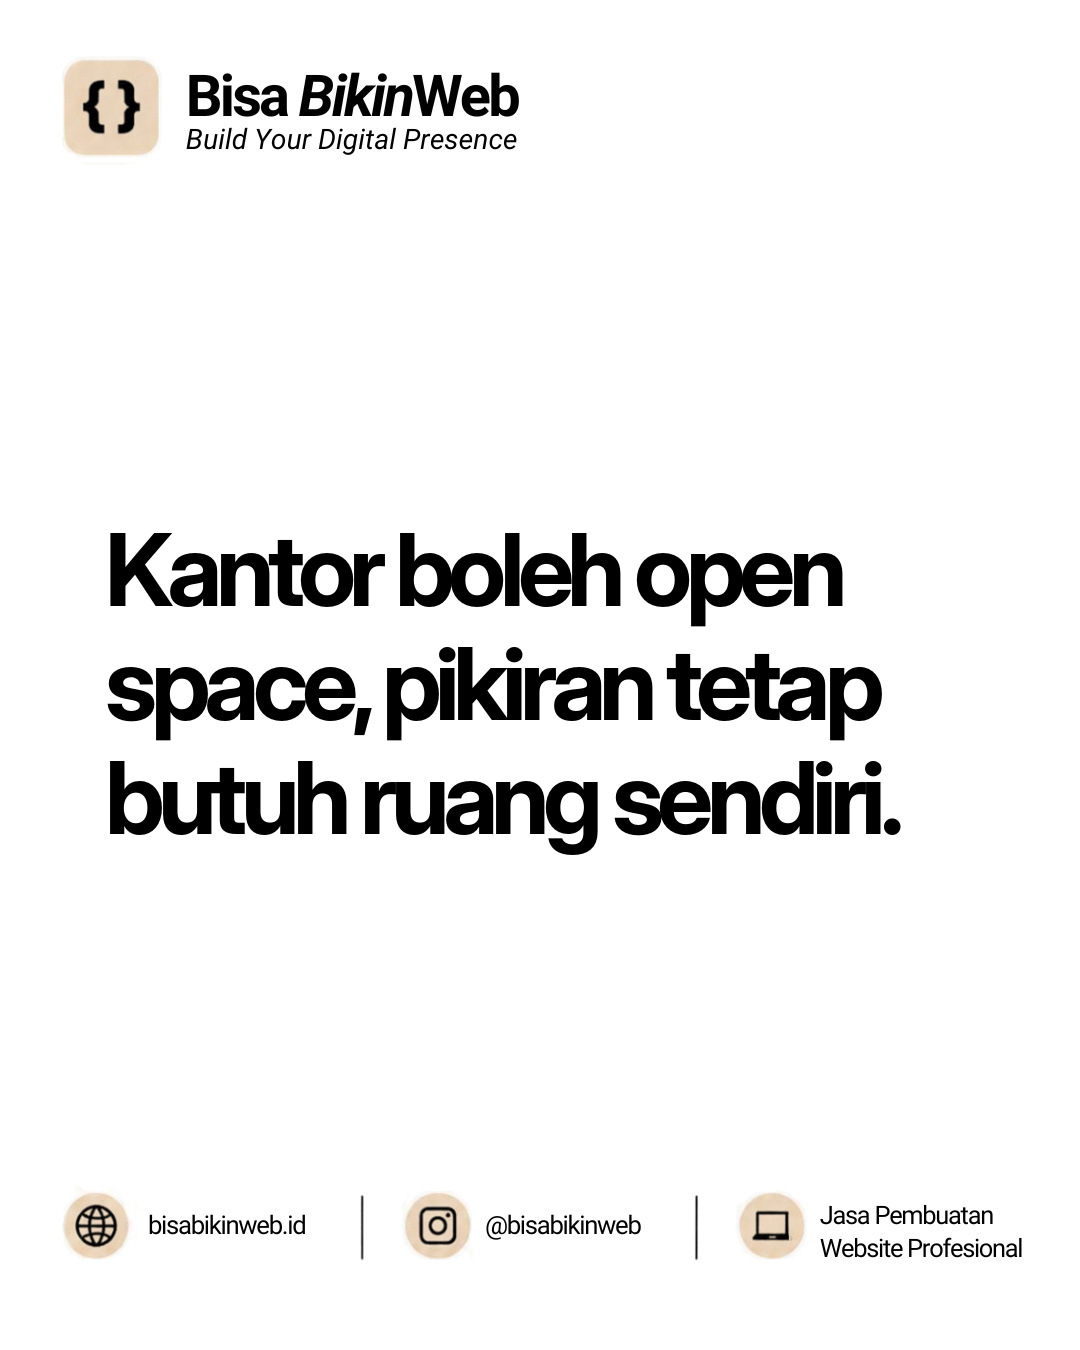 { }
Bisa BikinWeb
Build Your Digital Presence
Kantor boleh open
space, pikiran tetap
butuh ruang sendiri.
bisabikinweb.id
@bisabikinweb
Jasa Pembuatan
Website Profesional